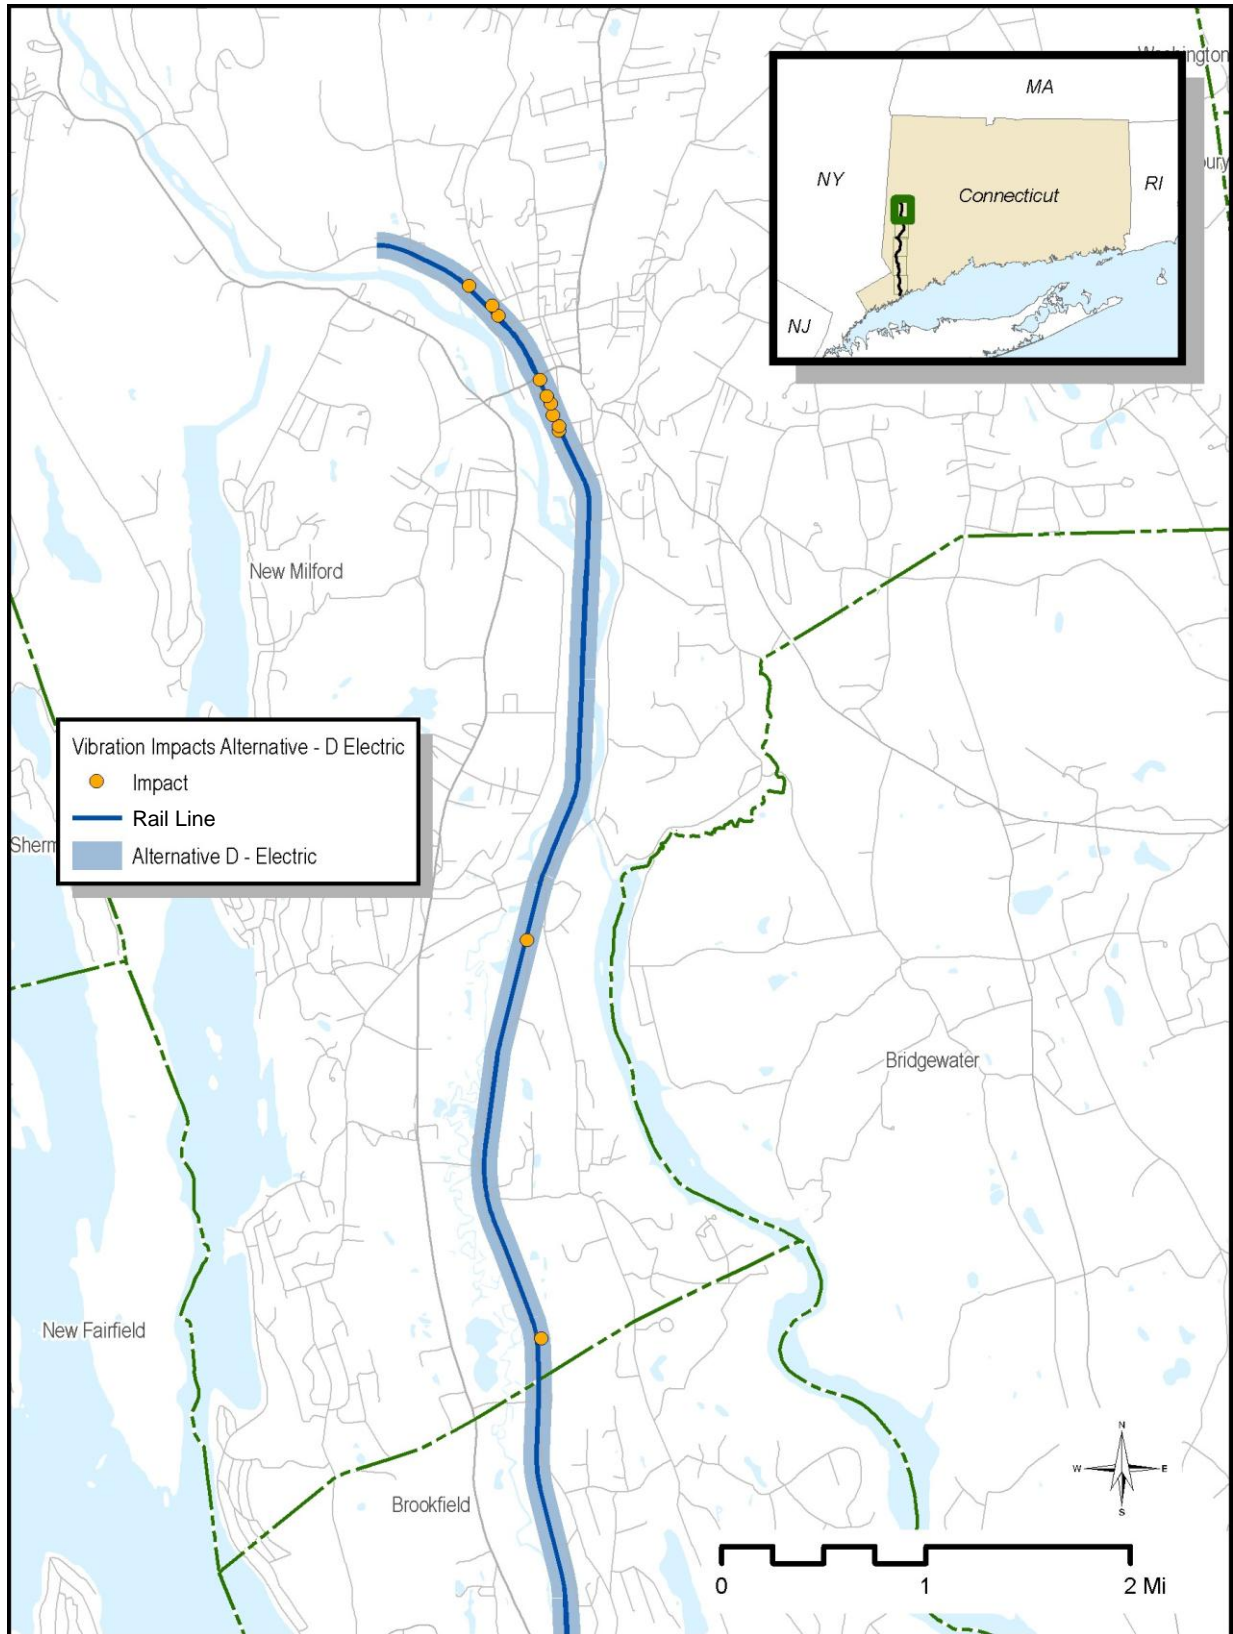 MA
NY
Connecticut
RI
NJ
New Milford
Vibration Impacts Alternative - D Electric
Impact
Rail Line
Alternative D - Electric
Bridgewater
New Fairfield
Brookfield
N
W E
S
0 1 2 Mi